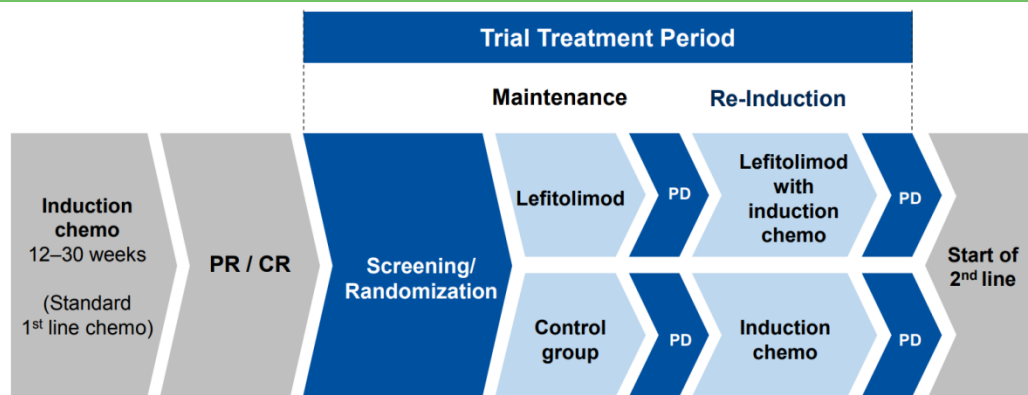 Trial Treatment Period
Maintenance
Re-Induction
Induction
chemo
12–30 weeks
(Standard
1st line chemo)
PR / CR
Screening/
Randomization
Lefitolimod
PD
Lefitolimod
with
induction
chemo
PD
Control
group
PD
Induction
chemo
PD
Start of
2nd line